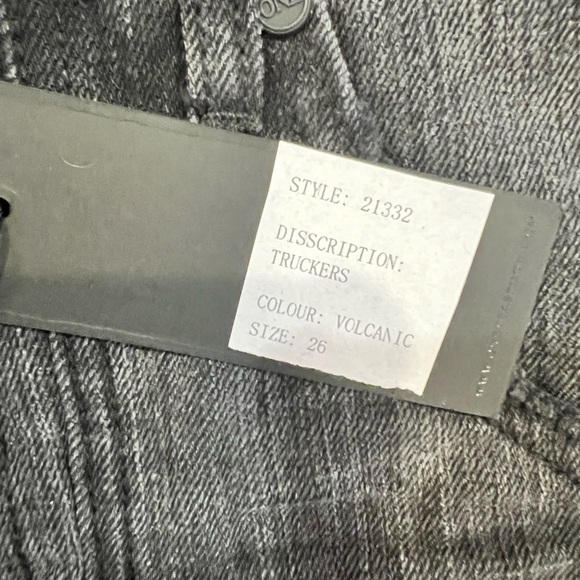 STYLE: 21332
DISSCRIPTION:
TRUCKERS
COLOUR: VOLCANIC
SIZE: 26